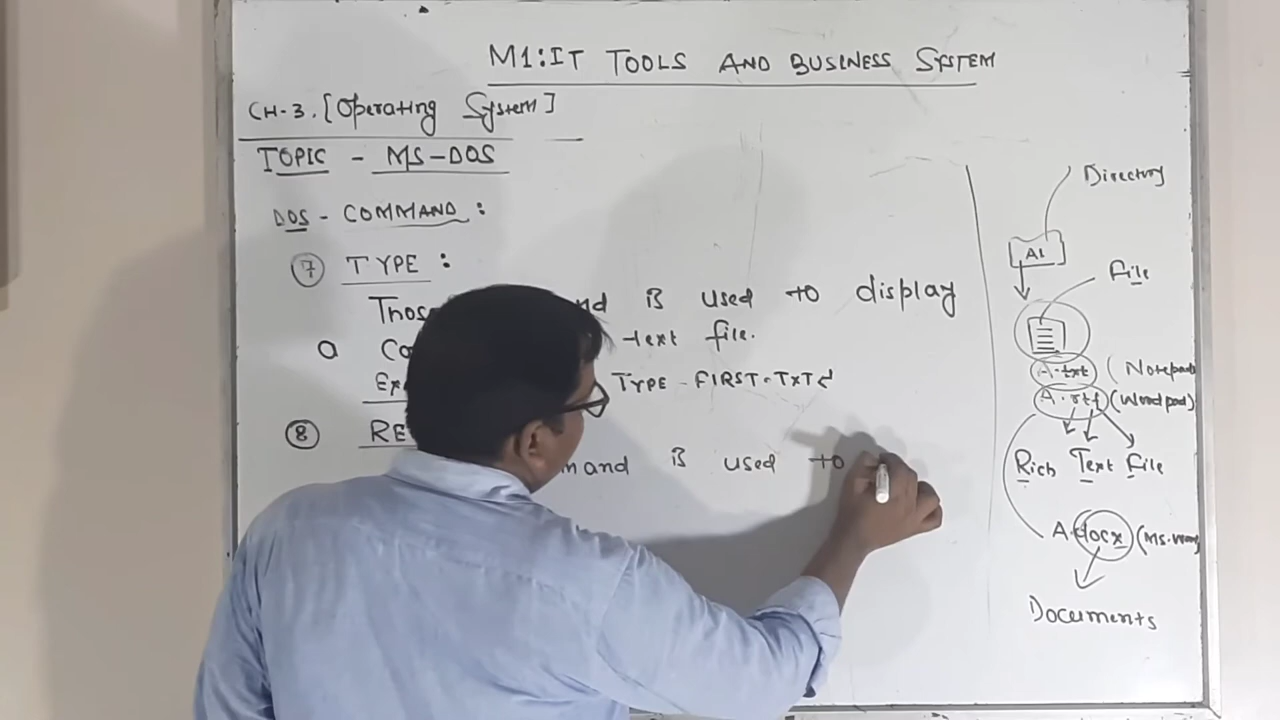 M1:IT TOOLS AND BUSINESS SYSTEM
CH-3. [Operating System]
TOPIC - MS-DOS
DOS - COMMAND :
7 TYPE :
is used to display
a text file.
TYPE - FIRST.TXT
8
is used to
Directory
A1
File
A.txt (Notepad
A.rtf (Wordpad)
Rich Text File
A.docx (Ms.
Documents